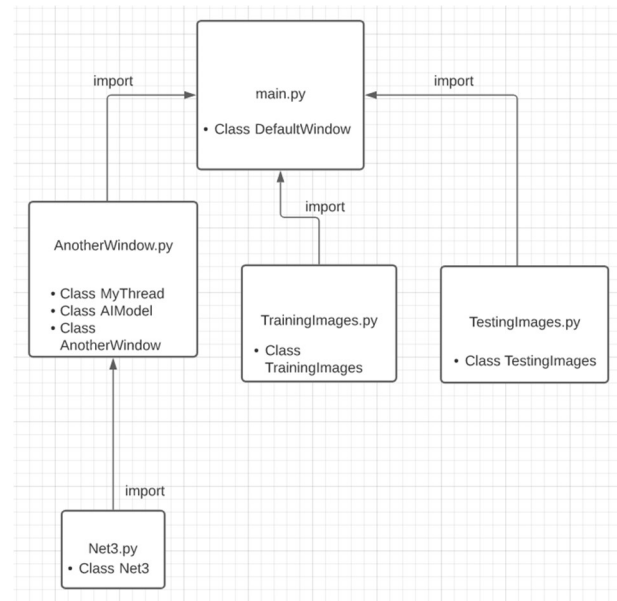 import
import
main.py
• Class DefaultWindow
import
AnotherWindow.py
• Class MyThread
• Class AIModel
• Class
AnotherWindow
TrainingImages.py
• Class
TrainingImages
TestingImages.py
• Class TestingImages
import
Net3.py
• Class Net3